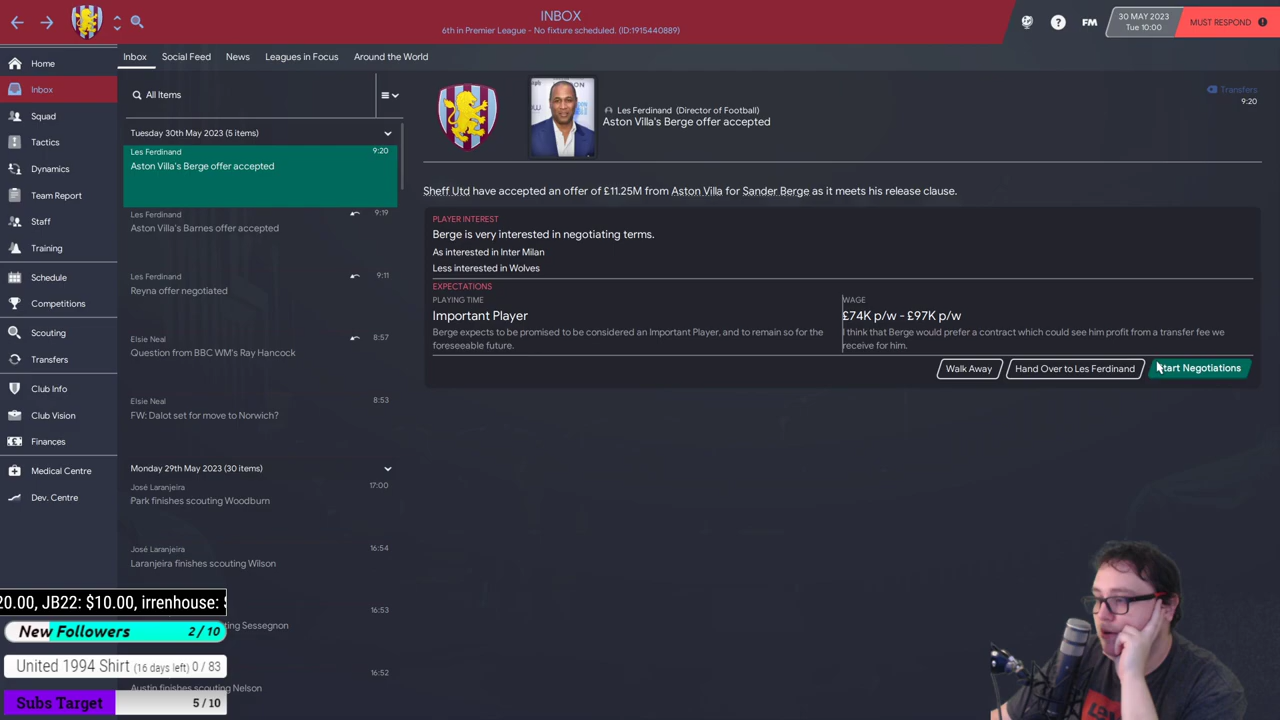 INBOX
6th in Premier League - No fixture scheduled. (ID:1915440889)
FM
30 MAY 2023
Tue 10:00
MUST RESPOND
Home
Inbox
Squad
Tactics
Dynamics
Team Report
Staff
Training
Schedule
Competitions
Scouting
Transfers
Club Info
Club Vision
Finances
Medical Centre
Dev. Centre
Inbox
Social Feed
News
Leagues in Focus
Around the World
All Items
Tuesday 30th May 2023 (5 items)
Les Ferdinand 9:20
Aston Villa's Berge offer accepted
Les Ferdinand 9:19
Aston Villa's Barnes offer accepted
Les Ferdinand 9:11
Reyna offer negotiated
Elsie Neal 8:57
Question from BBC WM's Ray Hancock
Elsie Neal 8:53
FW: Dalot set for move to Norwich?
Monday 29th May 2023 (30 items)
José Laranjeira 17:00
Park finishes scouting Woodburn
José Laranjeira 16:54
Laranjeira finishes scouting Wilson
16:53
ting Sessegnon
16:52
Austin finishes scouting Nelson
Les Ferdinand (Director of Football)
Aston Villa's Berge offer accepted
Transfers
9:20
Sheff Utd have accepted an offer of £11.25M from Aston Villa for Sander Berge as it meets his release clause.
PLAYER INTEREST
Berge is very interested in negotiating terms.
As interested in Inter Milan
Less interested in Wolves
EXPECTATIONS
PLAYING TIME
Important Player
Berge expects to be promised to be considered an Important Player, and to remain so for the
foreseeable future.
WAGE
£74K p/w - £97K p/w
I think that Berge would prefer a contract which could see him profit from a transfer fee we
receive for him.
Walk Away
Hand Over to Les Ferdinand
Start Negotiations
20.00, JB22: $10.00, irrenhouse: $
New Followers 2/10
United 1994 Shirt (16 days left) 0 / 83
Subs Target 5 / 10